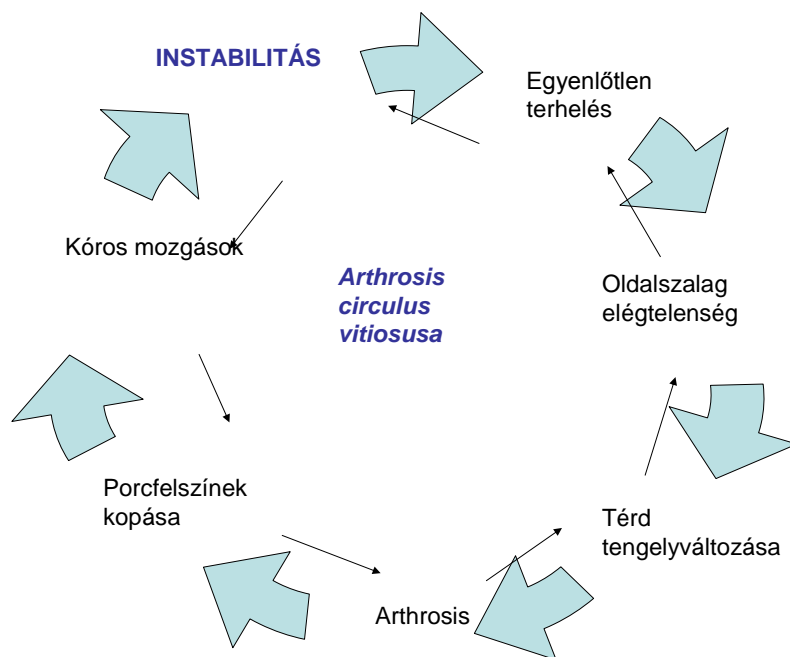 INSTABILITÁS
Egyenlőtlen
terhelés
Kóros mozgások
Arthrosis
circulus
vitiosusa
Oldalszalag
elégtelenség
Porcfelszínek
kopása
Térd
tengelyváltozása
Arthrosis